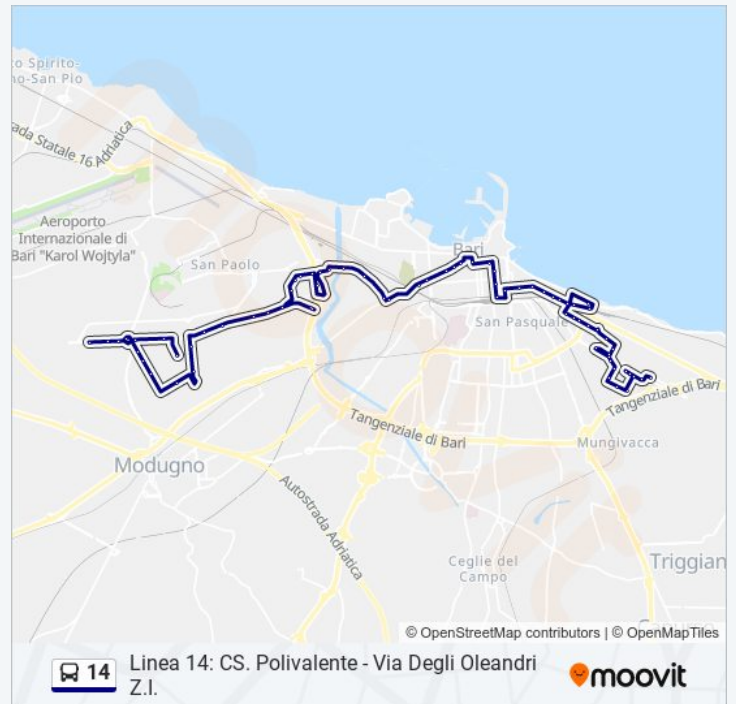 o Spirito-
no-San Pio
ada Statale 16 Adriatica
Aeroporto
Internazionale di
Bari "Karol Wojtyla"
San Paolo
Bari
San Pasquale
Tangenziale di Bari
Tangenziale di Bari
Mungivacca
Modugno
Autostrada Adriatica
Ceglie del
Campo
Triggian
© OpenStreetMap contributors | © OpenMapTiles
14
Linea 14: CS. Polivalente - Via Degli Oleandri
Z.I.
moovit